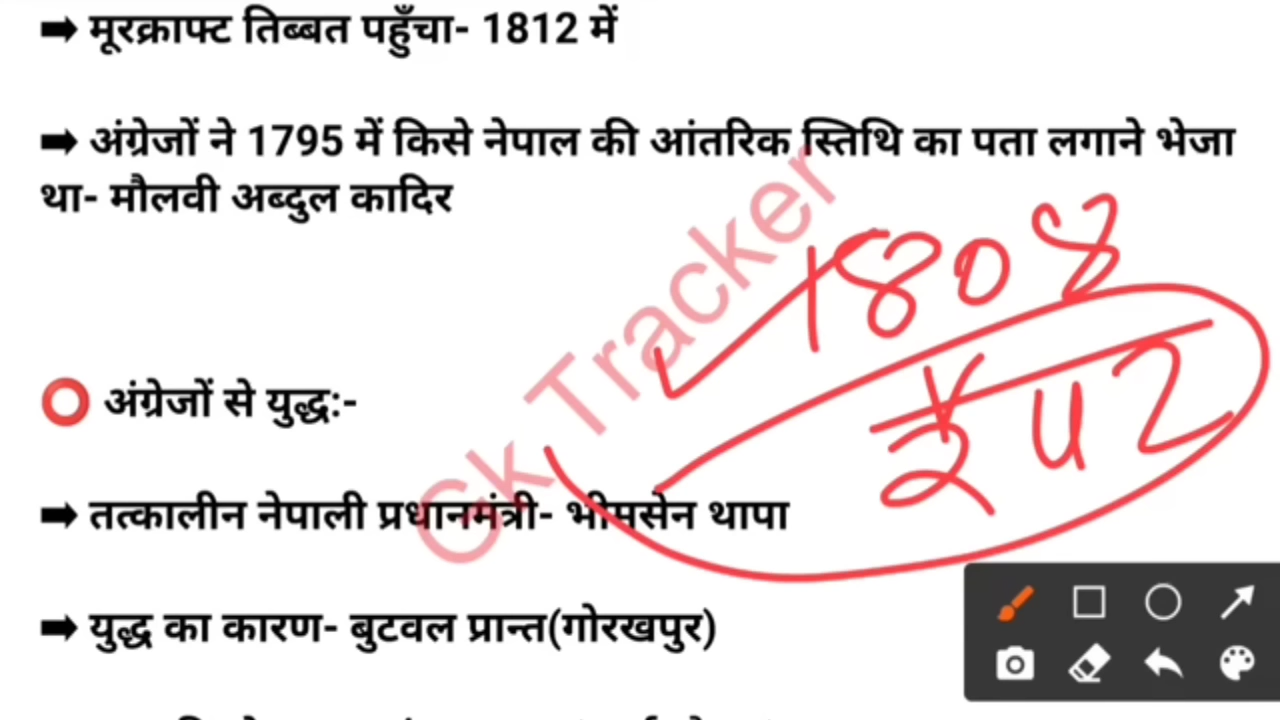 ➡ मूरक्राफ्ट तिब्बत पहुँचा- 1812 में
➡ अंग्रेजों ने 1795 में किसे नेपाल की आंतरिक स्तिथि का पता लगाने भेजा
था- मौलवी अब्दुल कादिर
1808
Gk Tracker
⭕ अंग्रेजों से युद्ध:-
➡ तत्कालीन नेपाली प्रधानमंत्री- भीमसेन थापा
➡ युद्ध का कारण- बुटवल प्रान्त(गोरखपुर)